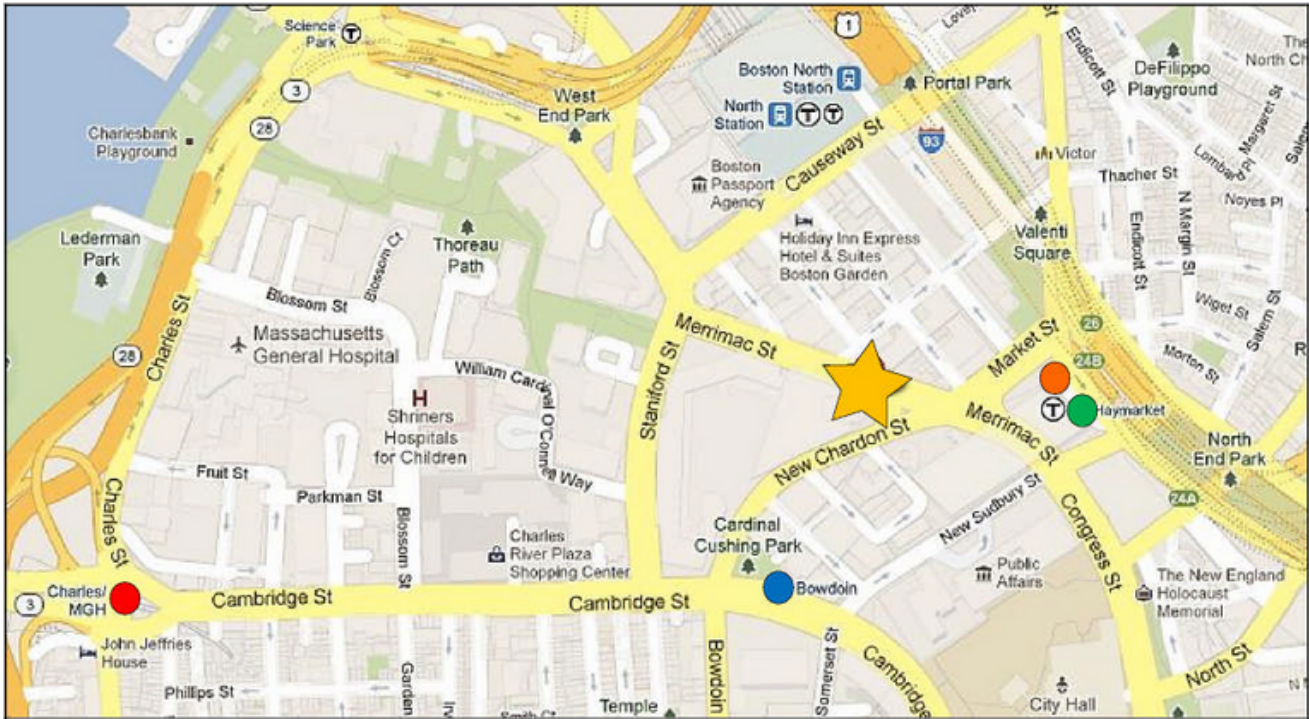 Science
Park
T
3
28
Charlesbank
Playground
West
End Park
Boston North
Station
North
Station
T
T
1
Portal Park
Endicott St
DeFilippo
Playground
Margaret St
Lombard Pl
Noyes Pl
Victor
93
Thacher St
Causeway St
Boston
Passport
Agency
Lederman
Park
Thoreau
Path
Blossom Ct
Blossom St
Holiday Inn Express
Hotel & Suites
Boston Garden
Valenti
Square
Endicott St
N Margin St
Wiget St
Salem St
Morton St
28
Charles St
Massachusetts
General Hospital
Merrimac St
Market St
26
24B
William Cardinal O'Connell Way
H
Shriners
Hospitals
for Children
Staniford St
Merrimac St
T
Haymarket
New Chardon St
North
End Park
24A
Fruit St
Parkman St
Charles St
Blossom St
Charles
River Plaza
Shopping Center
Cardinal
Cushing Park
New Sudbury St
Congress St
Public
Affairs
The New England
Holocaust
Memorial
3
Charles/
MGH
Cambridge St
Cambridge St
Bowdoin
John Jeffries
House
Phillips St
Garden
Smith Ct
Temple
Bowdoin
Somerset St
Cambridge
City Hall
North St